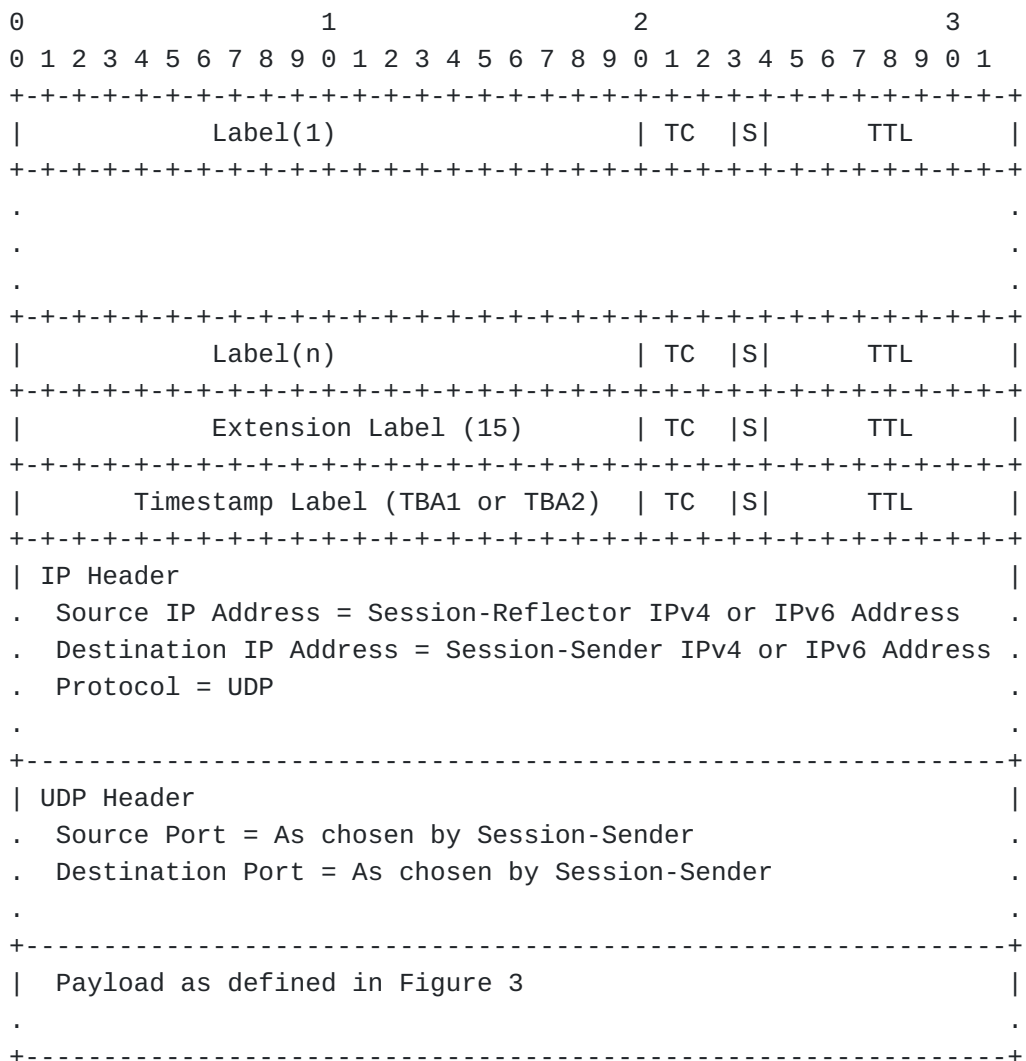 0                   1                   2                   3
0 1 2 3 4 5 6 7 8 9 0 1 2 3 4 5 6 7 8 9 0 1 2 3 4 5 6 7 8 9 0 1
+-+-+-+-+-+-+-+-+-+-+-+-+-+-+-+-+-+-+-+-+-+-+-+-+-+-+-+-+-+-+-+-+
|            Label(1)                   | TC  |S|      TTL      |
+-+-+-+-+-+-+-+-+-+-+-+-+-+-+-+-+-+-+-+-+-+-+-+-+-+-+-+-+-+-+-+-+
.                                                               .
.                                                               .
.                                                               .
+-+-+-+-+-+-+-+-+-+-+-+-+-+-+-+-+-+-+-+-+-+-+-+-+-+-+-+-+-+-+-+-+
|            Label(n)                   | TC  |S|      TTL      |
+-+-+-+-+-+-+-+-+-+-+-+-+-+-+-+-+-+-+-+-+-+-+-+-+-+-+-+-+-+-+-+-+
|            Extension Label (15)       | TC  |S|      TTL      |
+-+-+-+-+-+-+-+-+-+-+-+-+-+-+-+-+-+-+-+-+-+-+-+-+-+-+-+-+-+-+-+-+
|       Timestamp Label (TBA1 or TBA2)  | TC  |S|      TTL      |
+-+-+-+-+-+-+-+-+-+-+-+-+-+-+-+-+-+-+-+-+-+-+-+-+-+-+-+-+-+-+-+-+
| IP Header                                                     |
.  Source IP Address = Session-Reflector IPv4 or IPv6 Address   .
.  Destination IP Address = Session-Sender IPv4 or IPv6 Address .
.  Protocol = UDP                                               .
.                                                               .
+---------------------------------------------------------------+
| UDP Header                                                    |
.  Source Port = As chosen by Session-Sender                    .
.  Destination Port = As chosen by Session-Sender               .
.                                                               .
+---------------------------------------------------------------+
|  Payload as defined in Figure 3                               |
.                                                               .
+---------------------------------------------------------------+